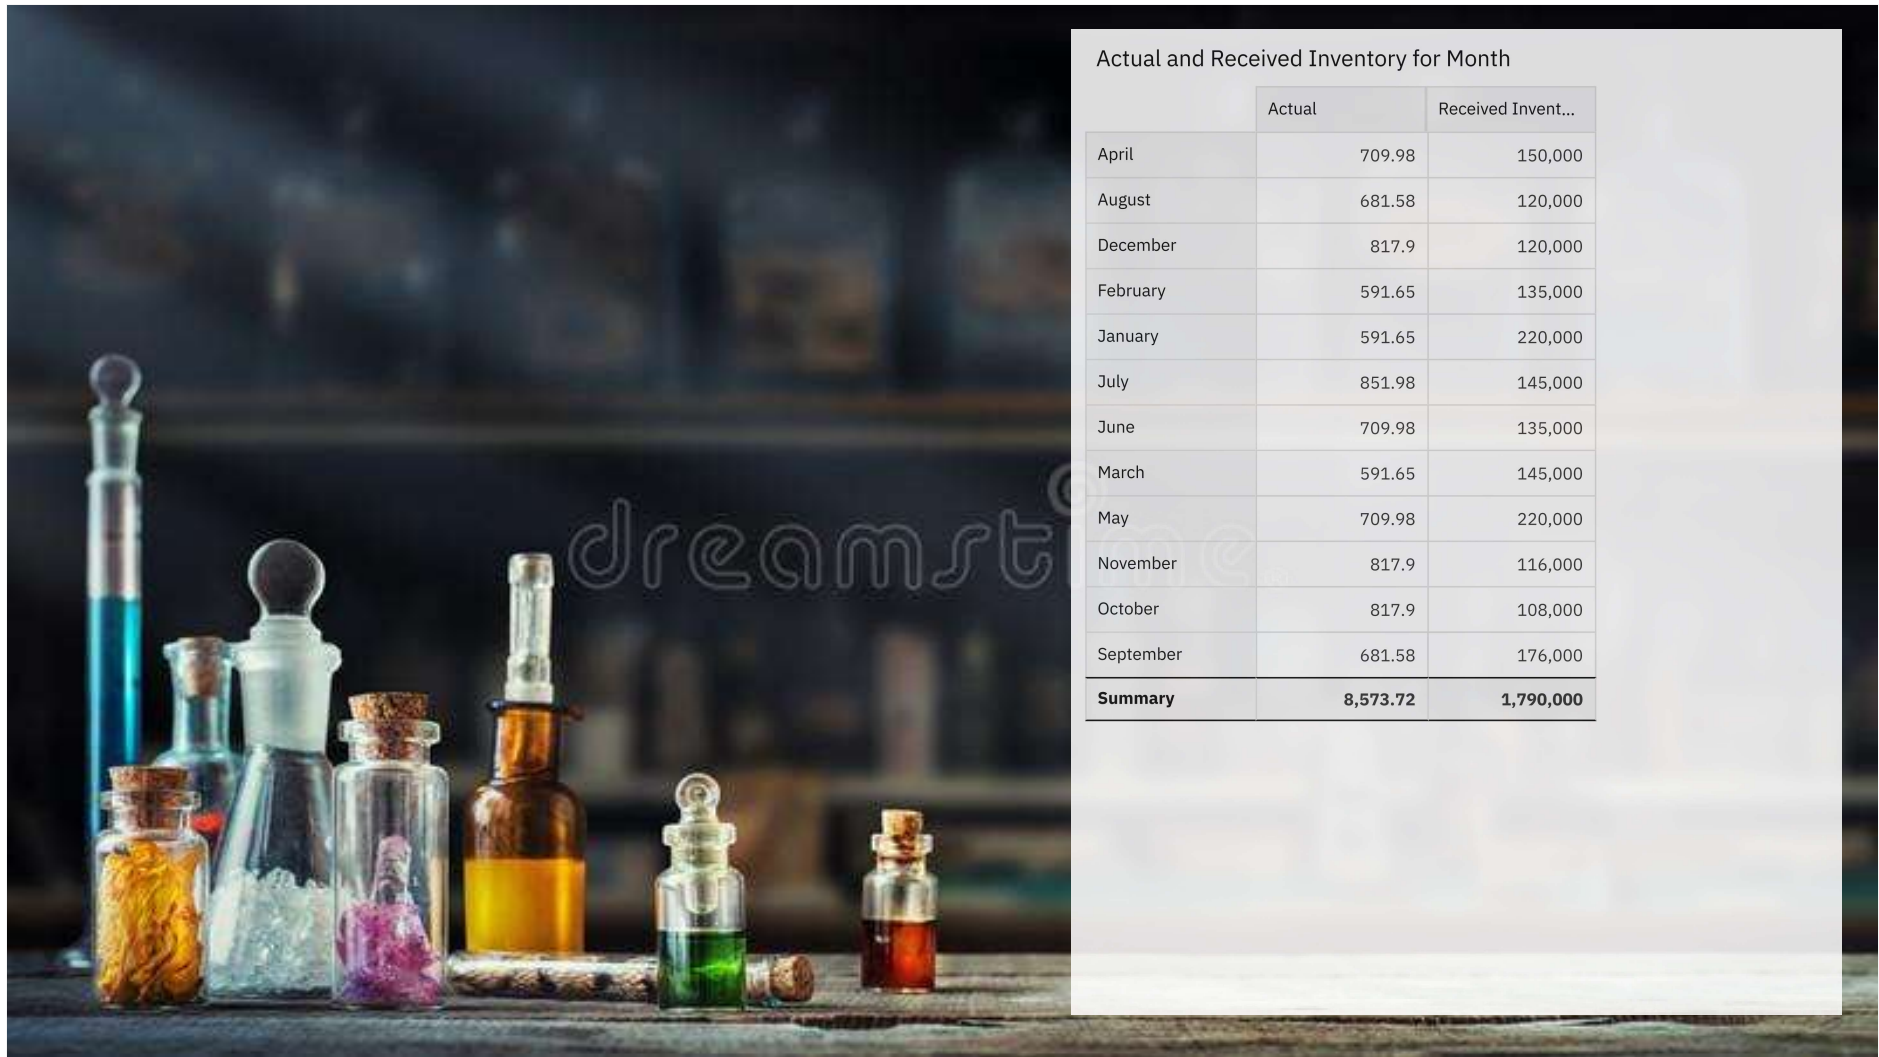 Actual and Received Inventory for Month
Actual Received Invent...
April 709.98 150,000
August 681.58 120,000
December 817.9 120,000
February 591.65 135,000
January 591.65 220,000
July 851.98 145,000
June 709.98 135,000
March 591.65 145,000
May 709.98 220,000
November 817.9 116,000
October 817.9 108,000
September 681.58 176,000
Summary 8,573.72 1,790,000
dreamstime